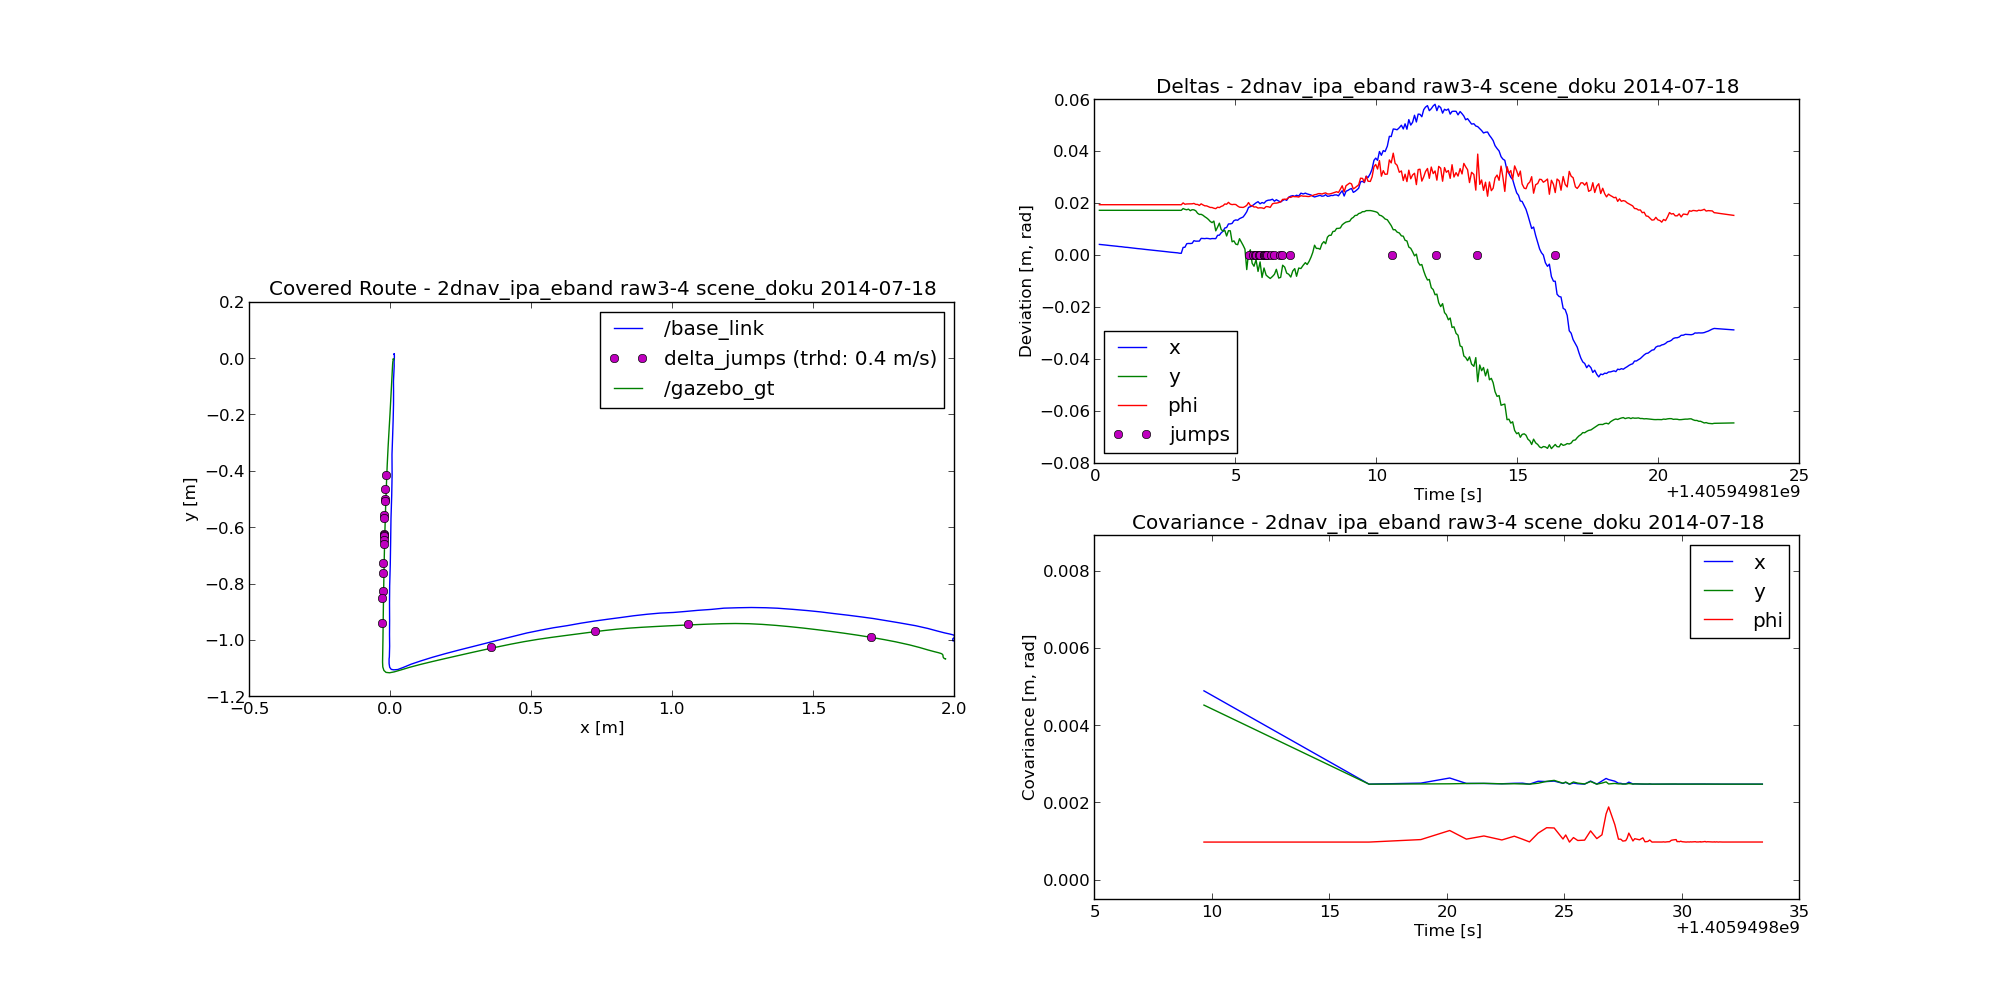 Covered Route - 2dnav_ipa_eband raw3-4 scene_doku 2014-07-18
0.2
0.0
−0.2
−0.4
−0.6
−0.8
−1.0
−1.2
y [m]
/base_link
delta_jumps (trhd: 0.4 m/s)
/gazebo_gt
−0.5
0.0
0.5
1.0
1.5
2.0
x [m]
Deltas - 2dnav_ipa_eband raw3-4 scene_doku 2014-07-18
0.06
0.04
0.02
0.00
−0.02
−0.04
−0.06
−0.08
Deviation [m, rad]
x
y
phi
jumps
0
5
10
15
20
25
Time [s]
+1.40594981e9
Covariance - 2dnav_ipa_eband raw3-4 scene_doku 2014-07-18
0.008
0.006
0.004
0.002
0.000
Covariance [m, rad]
x
y
phi
5
10
15
20
25
30
35
Time [s]
+1.4059498e9